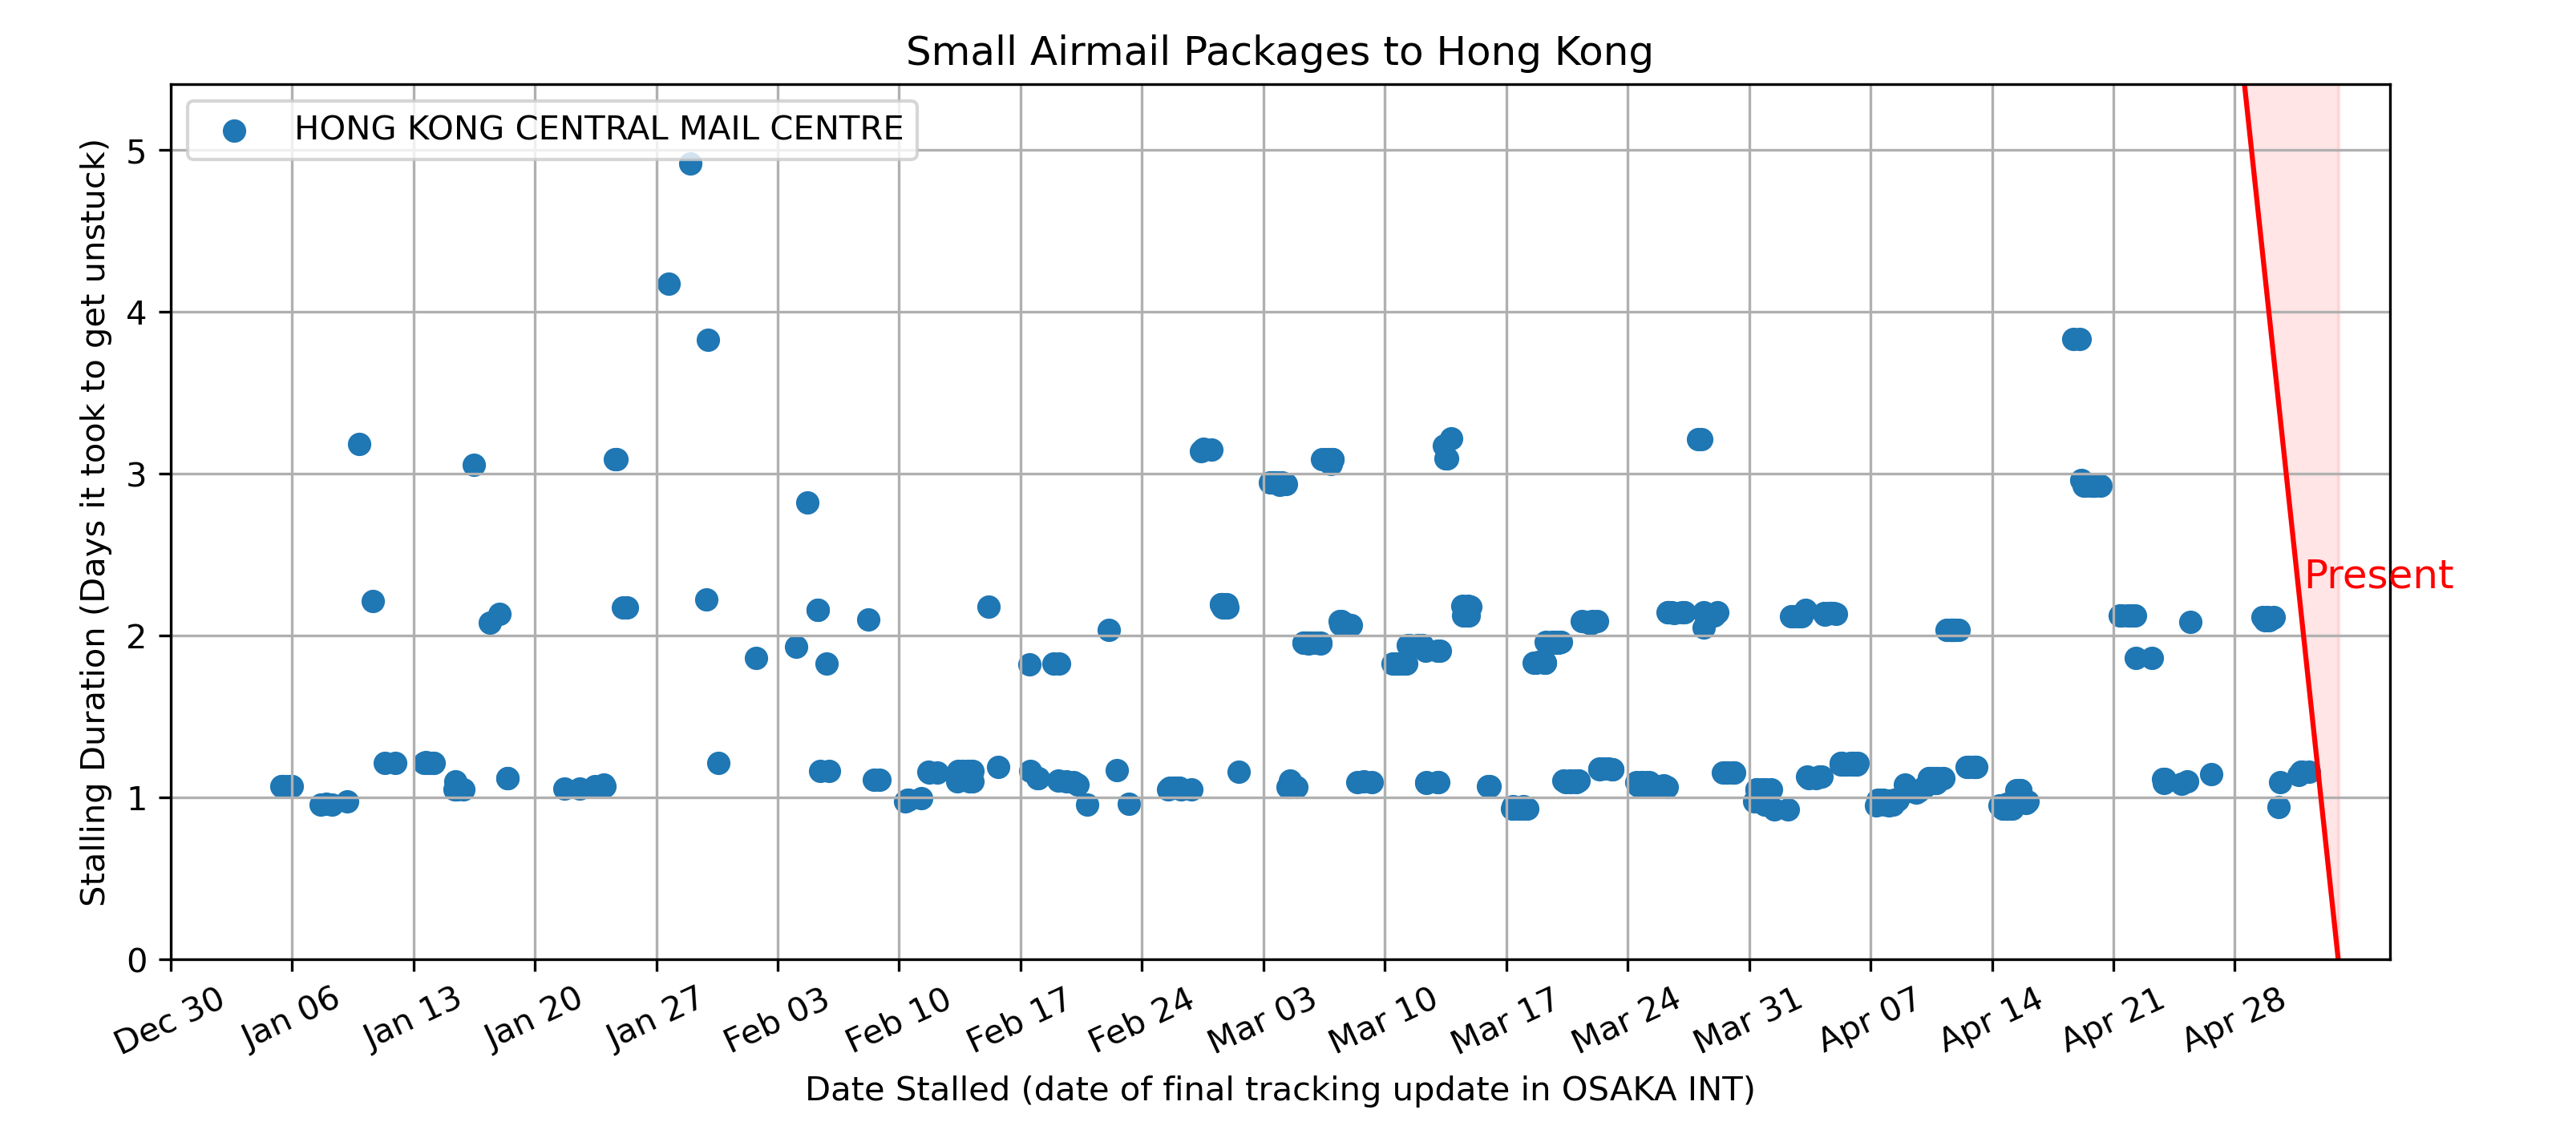 Small Airmail Packages to Hong Kong
HONG KONG CENTRAL MAIL CENTRE
Stalling Duration (Days it took to get unstuck)
5
4
3
2
1
0
Present
Dec 30
Jan 06
Jan 13
Jan 20
Jan 27
Feb 03
Feb 10
Feb 17
Feb 24
Mar 03
Mar 10
Mar 17
Mar 24
Mar 31
Apr 07
Apr 14
Apr 21
Apr 28
Date Stalled (date of final tracking update in OSAKA INT)